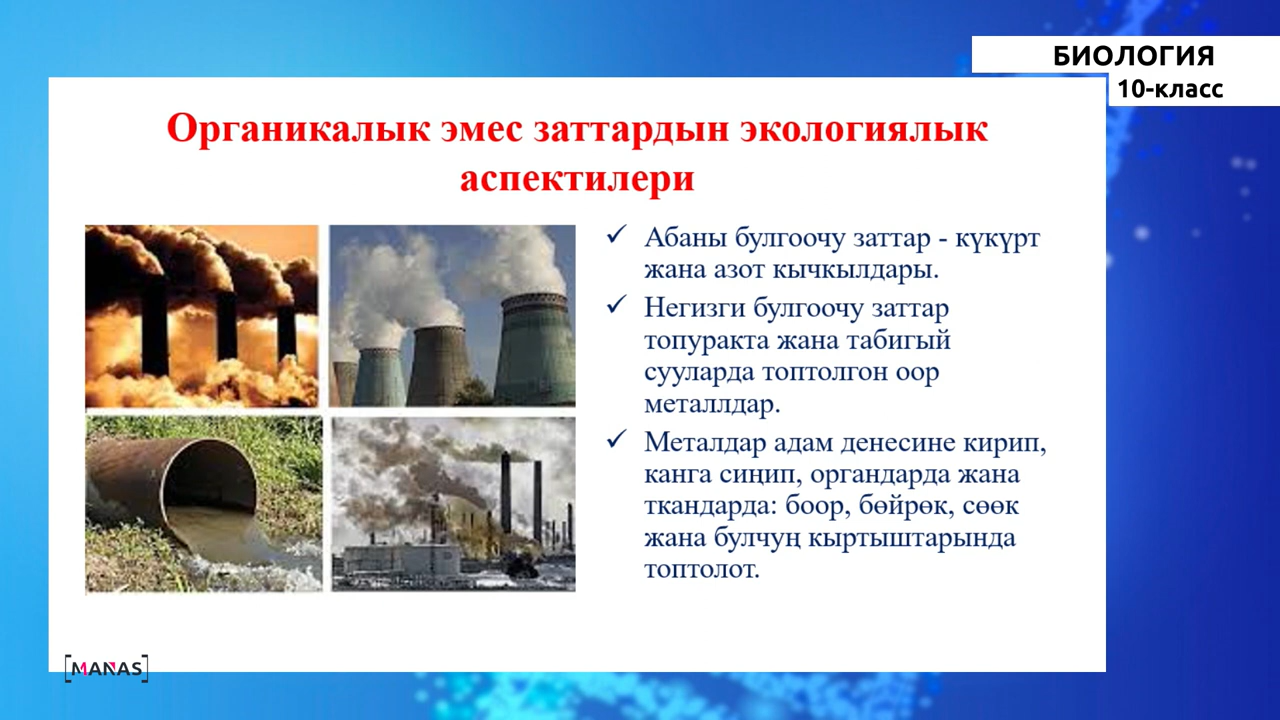 БИОЛОГИЯ
10-класс
Органикалык эмес заттардын экологиялык
аспектилери
✓ Абаны булгоочу заттар - күкүрт
жана азот кычкылдары.
✓ Негизги булгоочу заттар
топуракта жана табигый
сууларда топтолгон оор
металлдар.
✓ Металдар адам денесине кирип,
канга сиңип, органдарда жана
ткандарда: боор, бөйрөк, сөөк
жана булчуң кыртыштарында
топтолот.
[MANAS]